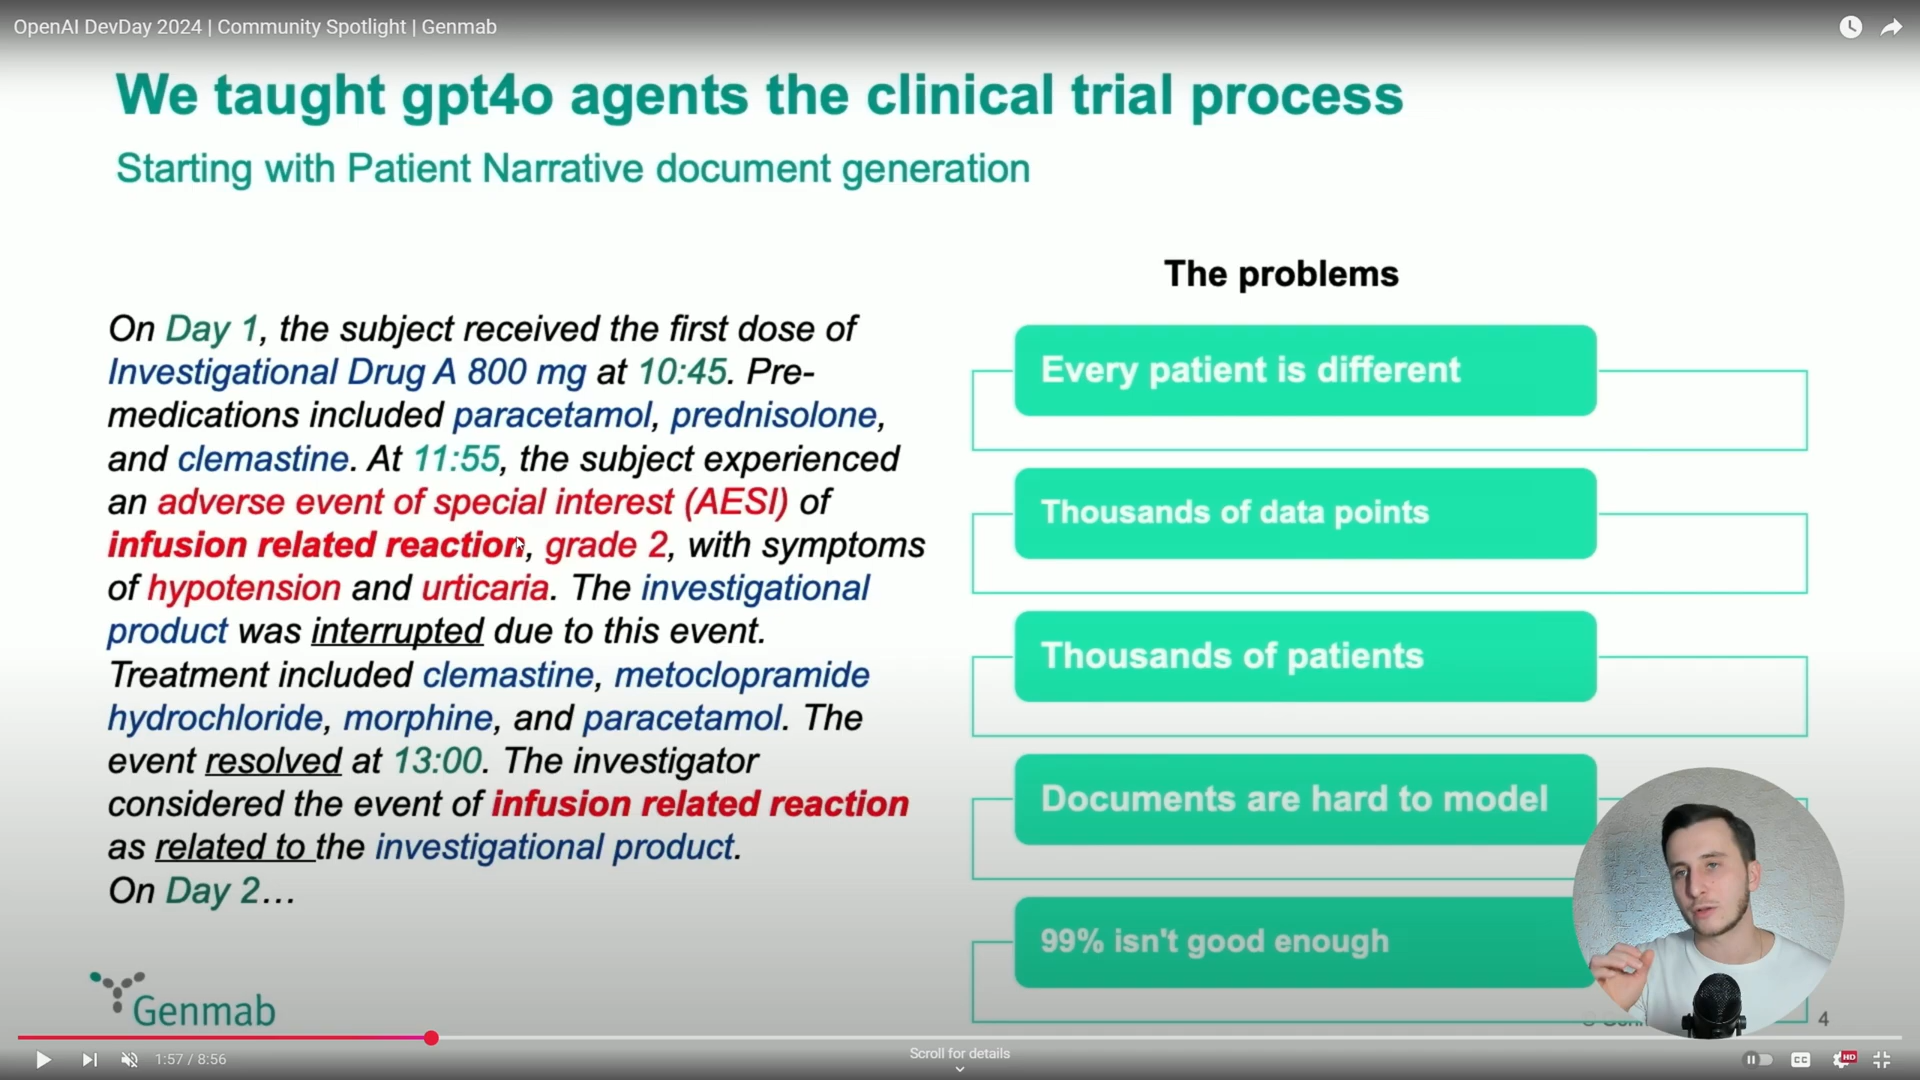 OpenAI DevDay 2024 | Community Spotlight | Genmab
We taught gpt4o agents the clinical trial process
Starting with Patient Narrative document generation
On Day 1, the subject received the first dose of
Investigational Drug A 800 mg at 10:45. Pre-
medications included paracetamol, prednisolone,
and clemastine. At 11:55, the subject experienced
an adverse event of special interest (AESI) of
infusion related reaction, grade 2, with symptoms
of hypotension and urticaria. The investigational
product was interrupted due to this event.
Treatment included clemastine, metoclopramide
hydrochloride, morphine, and paracetamol. The
event resolved at 13:00. The investigator
considered the event of infusion related reaction
as related to the investigational product.
On Day 2...
The problems
Every patient is different
Thousands of data points
Thousands of patients
Documents are hard to model
99% isn't good enough
Genmab
4
1:57 / 8:56
Scroll for details
CC
HD